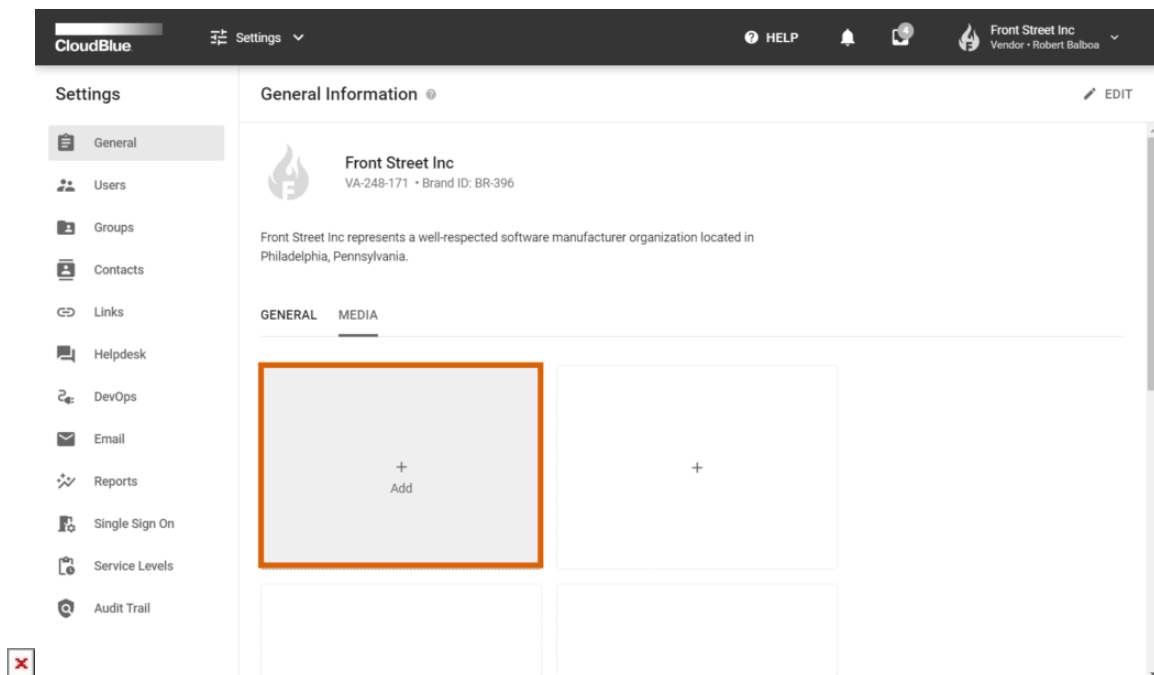 CloudBlue.
Settings
HELP
4
Front Street Inc
Vendor • Robert Balboa
Settings
General
Users
Groups
Contacts
Links
Helpdesk
DevOps
Email
Reports
Single Sign On
Service Levels
Audit Trail
General Information
EDIT
F
Front Street Inc
VA-248-171 • Brand ID: BR-396
Front Street Inc represents a well-respected software manufacturer organization located in
Philadelphia, Pennsylvania.
GENERAL MEDIA
+
Add
+